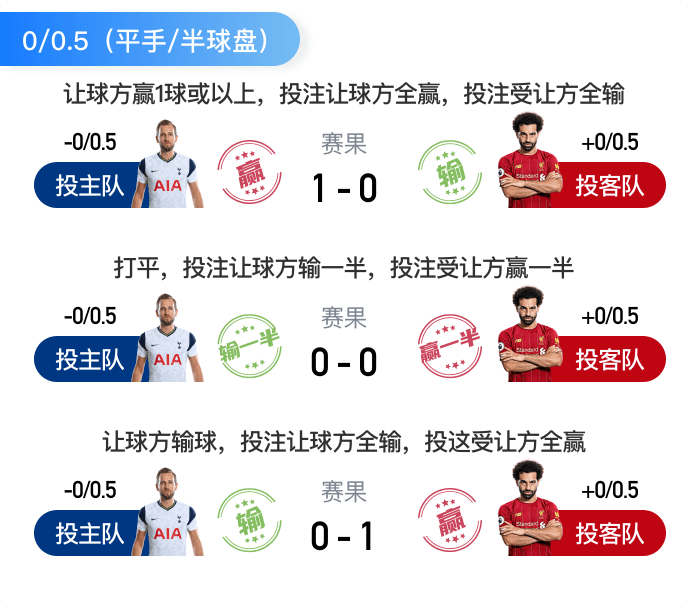 0/0.5（平手/半球盘）
让球方赢1球或以上，投注让球方全赢，投注受让方全输
-0/0.5 赛果 +0/0.5
投主队 AIA 赢 1 - 0 输 Standard 投客队
打平，投注让球方输一半，投注受让方赢一半
-0/0.5 赛果 +0/0.5
投主队 AIA 输一半 0 - 0 赢一半 Standard 投客队
让球方输球，投注让球方全输，投这受让方全赢
-0/0.5 赛果 +0/0.5
投主队 AIA 输 0 - 1 赢 Standard 投客队